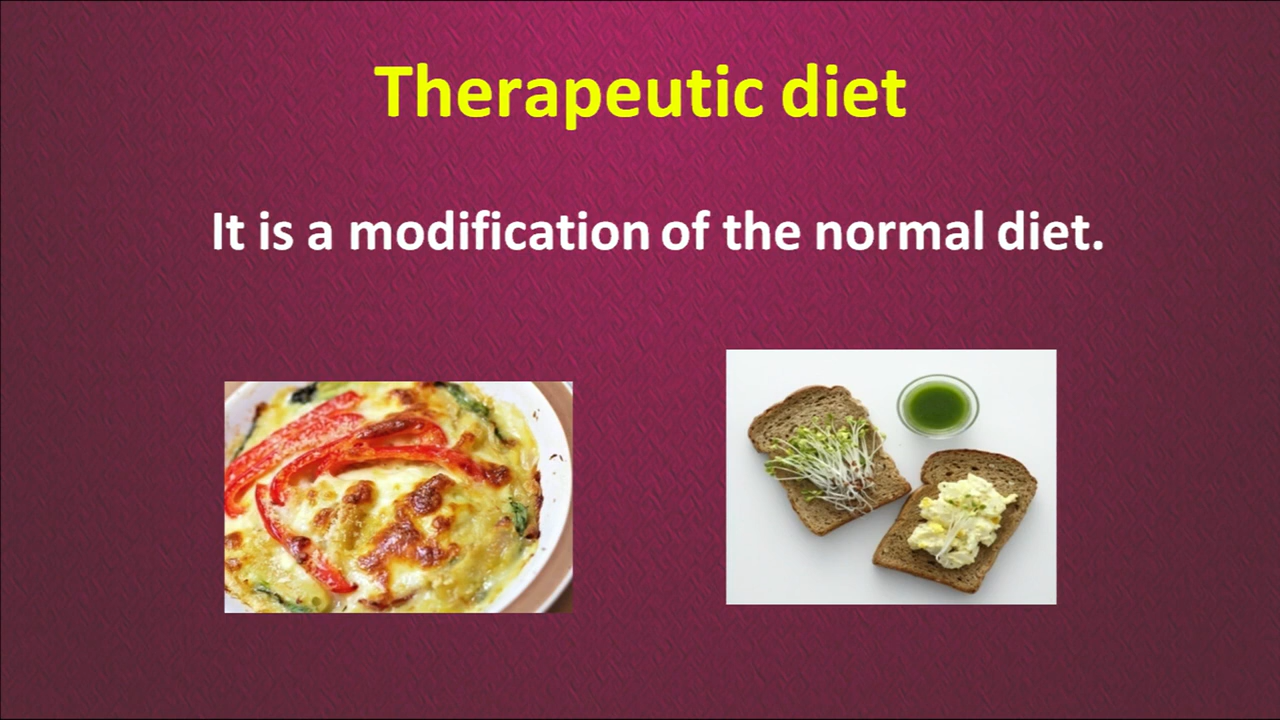 Therapeutic diet
It is a modification of the normal diet.